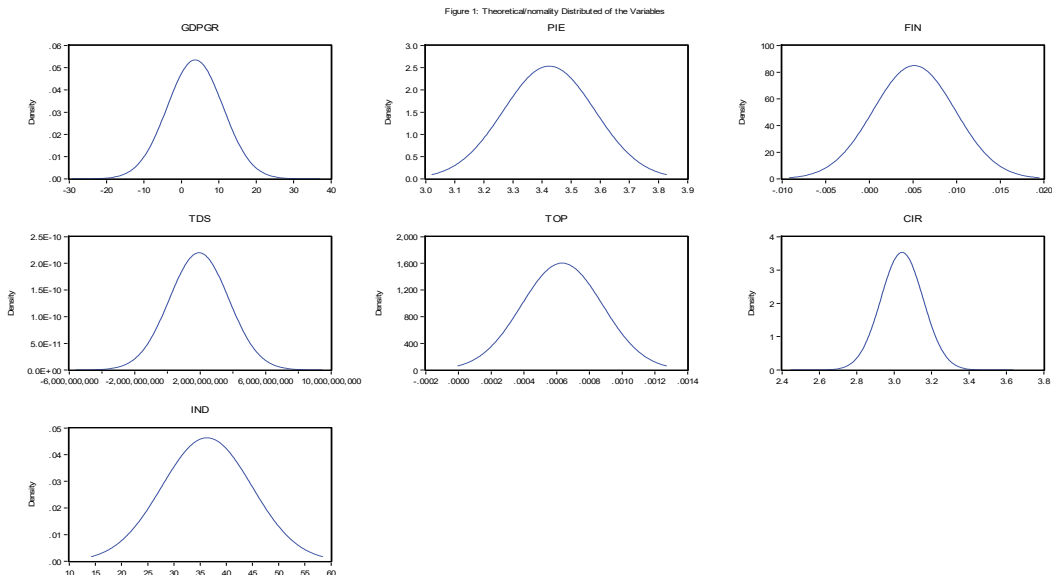 Figure 1: Theoretical/nomality Distributed of the Variables
GDPGR
PIE
FIN
Density
.06
.05
.04
.03
.02
.01
.00
-30 -20 -10 0 10 20 30 40
Density
3.0
2.5
2.0
1.5
1.0
0.5
0.0
3.0 3.1 3.2 3.3 3.4 3.5 3.6 3.7 3.8 3.9
Density
100
80
60
40
20
0
-.010 -.005 .000 .005 .010 .015 .020
TDS
TOP
CIR
Density
2.5E-10
2.0E-10
1.5E-10
1.0E-10
5.0E-11
0.0E+00
-6,000,000,000 -2,000,000,000 2,000,000,000 6,000,000,000 10,000,000,000
Density
2,000
1,600
1,200
800
400
0
-.0002 .0000 .0002 .0004 .0006 .0008 .0010 .0012 .0014
Density
4
3
2
1
0
2.4 2.6 2.8 3.0 3.2 3.4 3.6 3.8
IND
Density
.05
.04
.03
.02
.01
.00
10 15 20 25 30 35 40 45 50 55 60